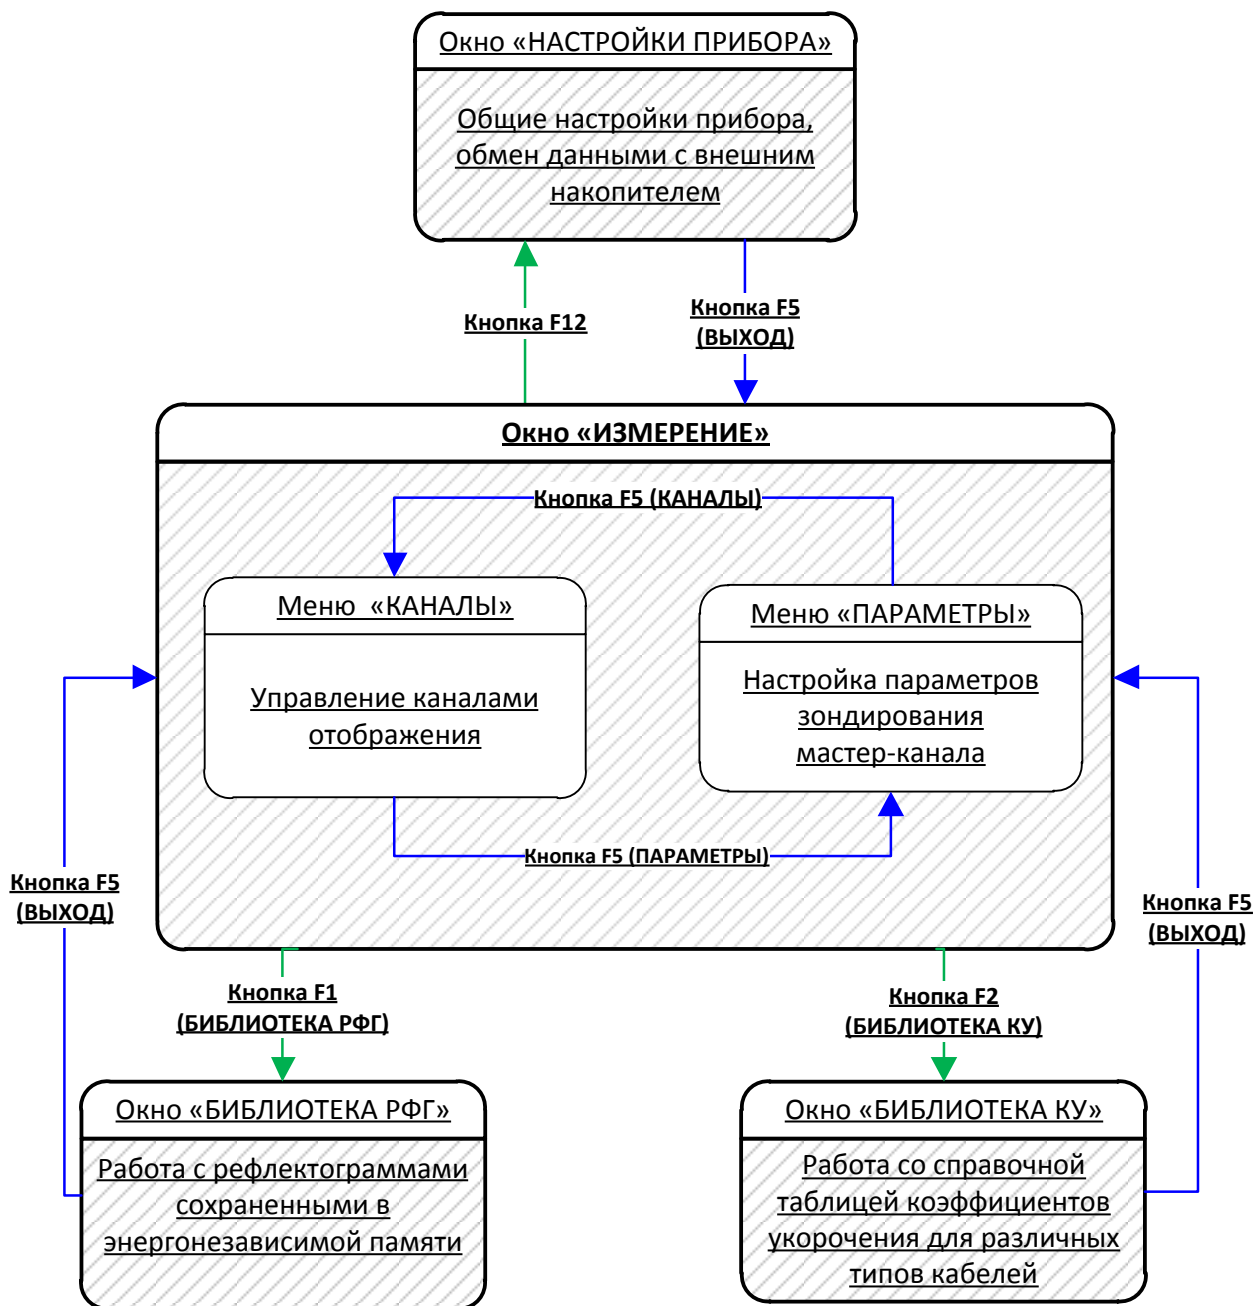 Окно «НАСТРОЙКИ ПРИБОРА»
Общие настройки прибора,
обмен данными с внешним
накопителем
Кнопка F12
Кнопка F5
(ВЫХОД)
Окно «ИЗМЕРЕНИЕ»
Кнопка F5 (КАНАЛЫ)
Меню «КАНАЛЫ»
Управление каналами
отображения
Меню «ПАРАМЕТРЫ»
Настройка параметров
зондирования
мастер-канала
Кнопка F5 (ПАРАМЕТРЫ)
Кнопка F5
(ВЫХОД)
Кнопка F5
(ВЫХОД)
Кнопка F1
(БИБЛИОТЕКА РФГ)
Кнопка F2
(БИБЛИОТЕКА КУ)
Окно «БИБЛИОТЕКА РФГ»
Работа с рефлектограммами
сохраненными в
энергонезависимой памяти
Окно «БИБЛИОТЕКА КУ»
Работа со справочной
таблицей коэффициентов
укорочения для различных
типов кабелей